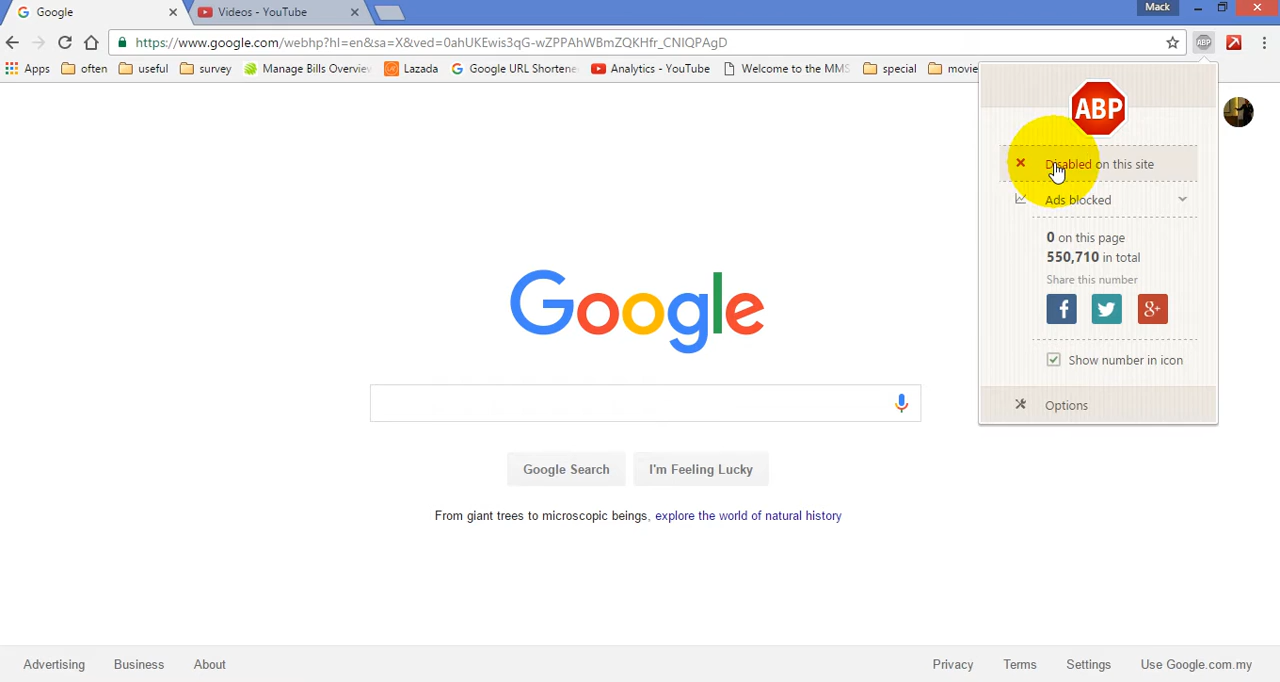 Google
Videos - YouTube
Mack
https://www.google.com/webhp?hl=en&sa=X&ved=0ahUKEwis3qG-wZPPAhWBmZQKHfr_CNIQPAgD
ABP
Apps often useful survey Manage Bills Overview Lazada Google URL Shortene Analytics - YouTube Welcome to the MMS special movie
ABP
Disabled on this site
Ads blocked
0 on this page
550,710 in total
Share this number
f g+
Show number in icon
Options
Google
Google Search I'm Feeling Lucky
From giant trees to microscopic beings, explore the world of natural history
Advertising Business About Privacy Terms Settings Use Google.com.my